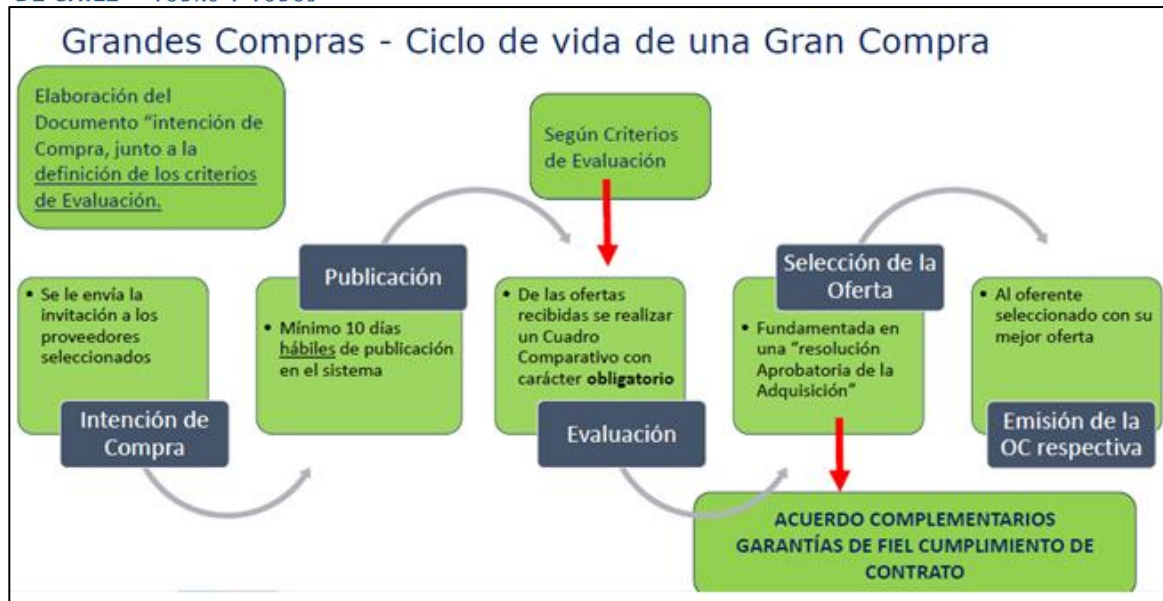 Grandes Compras - Ciclo de vida de una Gran Compra
Elaboración del
Documento “intención de
Compra, junto a la
definición de los criterios
de Evaluación.
Según Criterios
de Evaluación
• Se le envía la
invitación a los
proveedores
seleccionados
Intención de
Compra
Publicación
• Mínimo 10 días
hábiles de publicación
en el sistema
• De las ofertas
recibidas se realizar
un Cuadro
Comparativo con
carácter obligatorio
Evaluación
Selección de la
Oferta
• Fundamentada en
una “resolución
Aprobatoria de la
Adquisición”
• Al oferente
seleccionado con su
mejor oferta
Emisión de la
OC respectiva
ACUERDO COMPLEMENTARIOS
GARANTÍAS DE FIEL CUMPLIMIENTO DE
CONTRATO